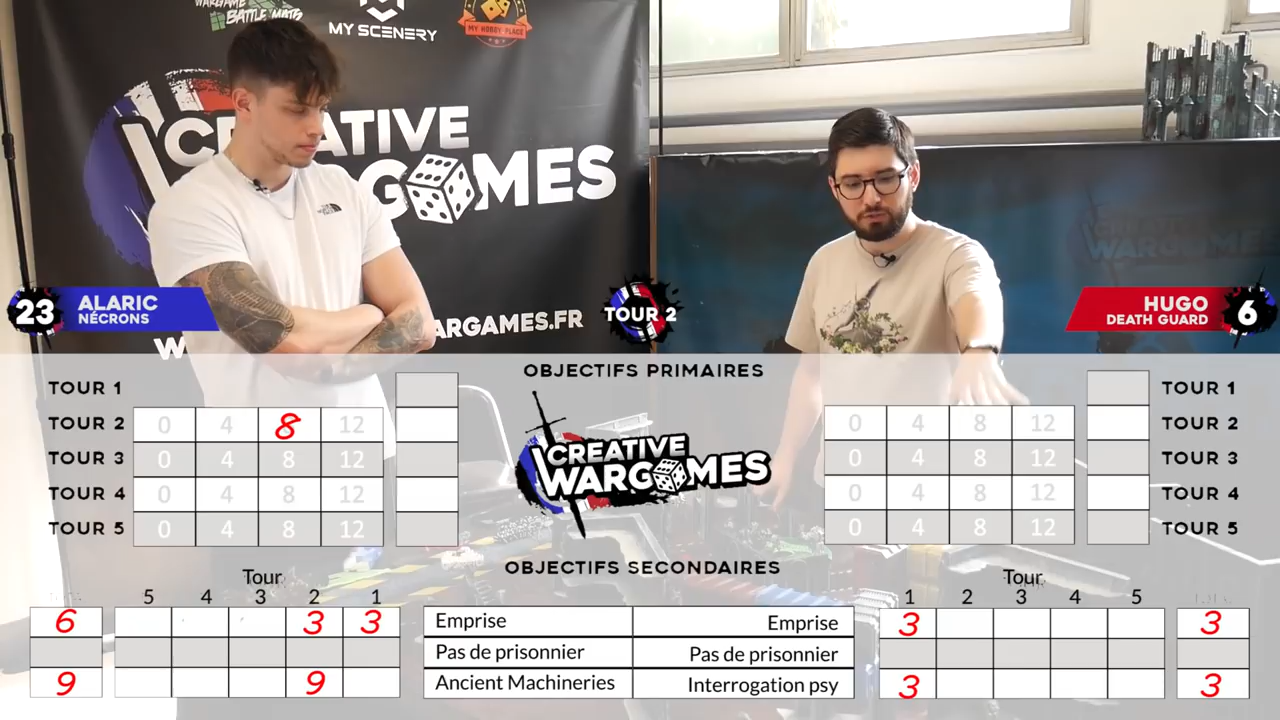 WARGAME
BATTLE MATS
MY SCENERY
MY HOBBY PLACE
CREATIVE
WARGAMES
CREATIVE
WARGAMES
23
ALARIC
NÉCRONS
TOUR 2
HUGO
DEATH GUARD
6
ARGAMES.FR
W
OBJECTIFS PRIMAIRES
TOUR 1
TOUR 1
TOUR 2 0 4 8 12
0 4 8 12 TOUR 2
TOUR 3 0 4 8 12
0 4 8 12 TOUR 3
TOUR 4 0 4 8 12
0 4 8 12 TOUR 4
TOUR 5 0 4 8 12
0 4 8 12 TOUR 5
CREATIVE
WARGAMES
OBJECTIFS SECONDAIRES
Tour
Tour
5 4 3 2 1
1 2 3 4 5
6 3 3 Emprise Emprise 3 3
Pas de prisonnier Pas de prisonnier
9 9 Ancient Machineries Interrogation psy 3 3